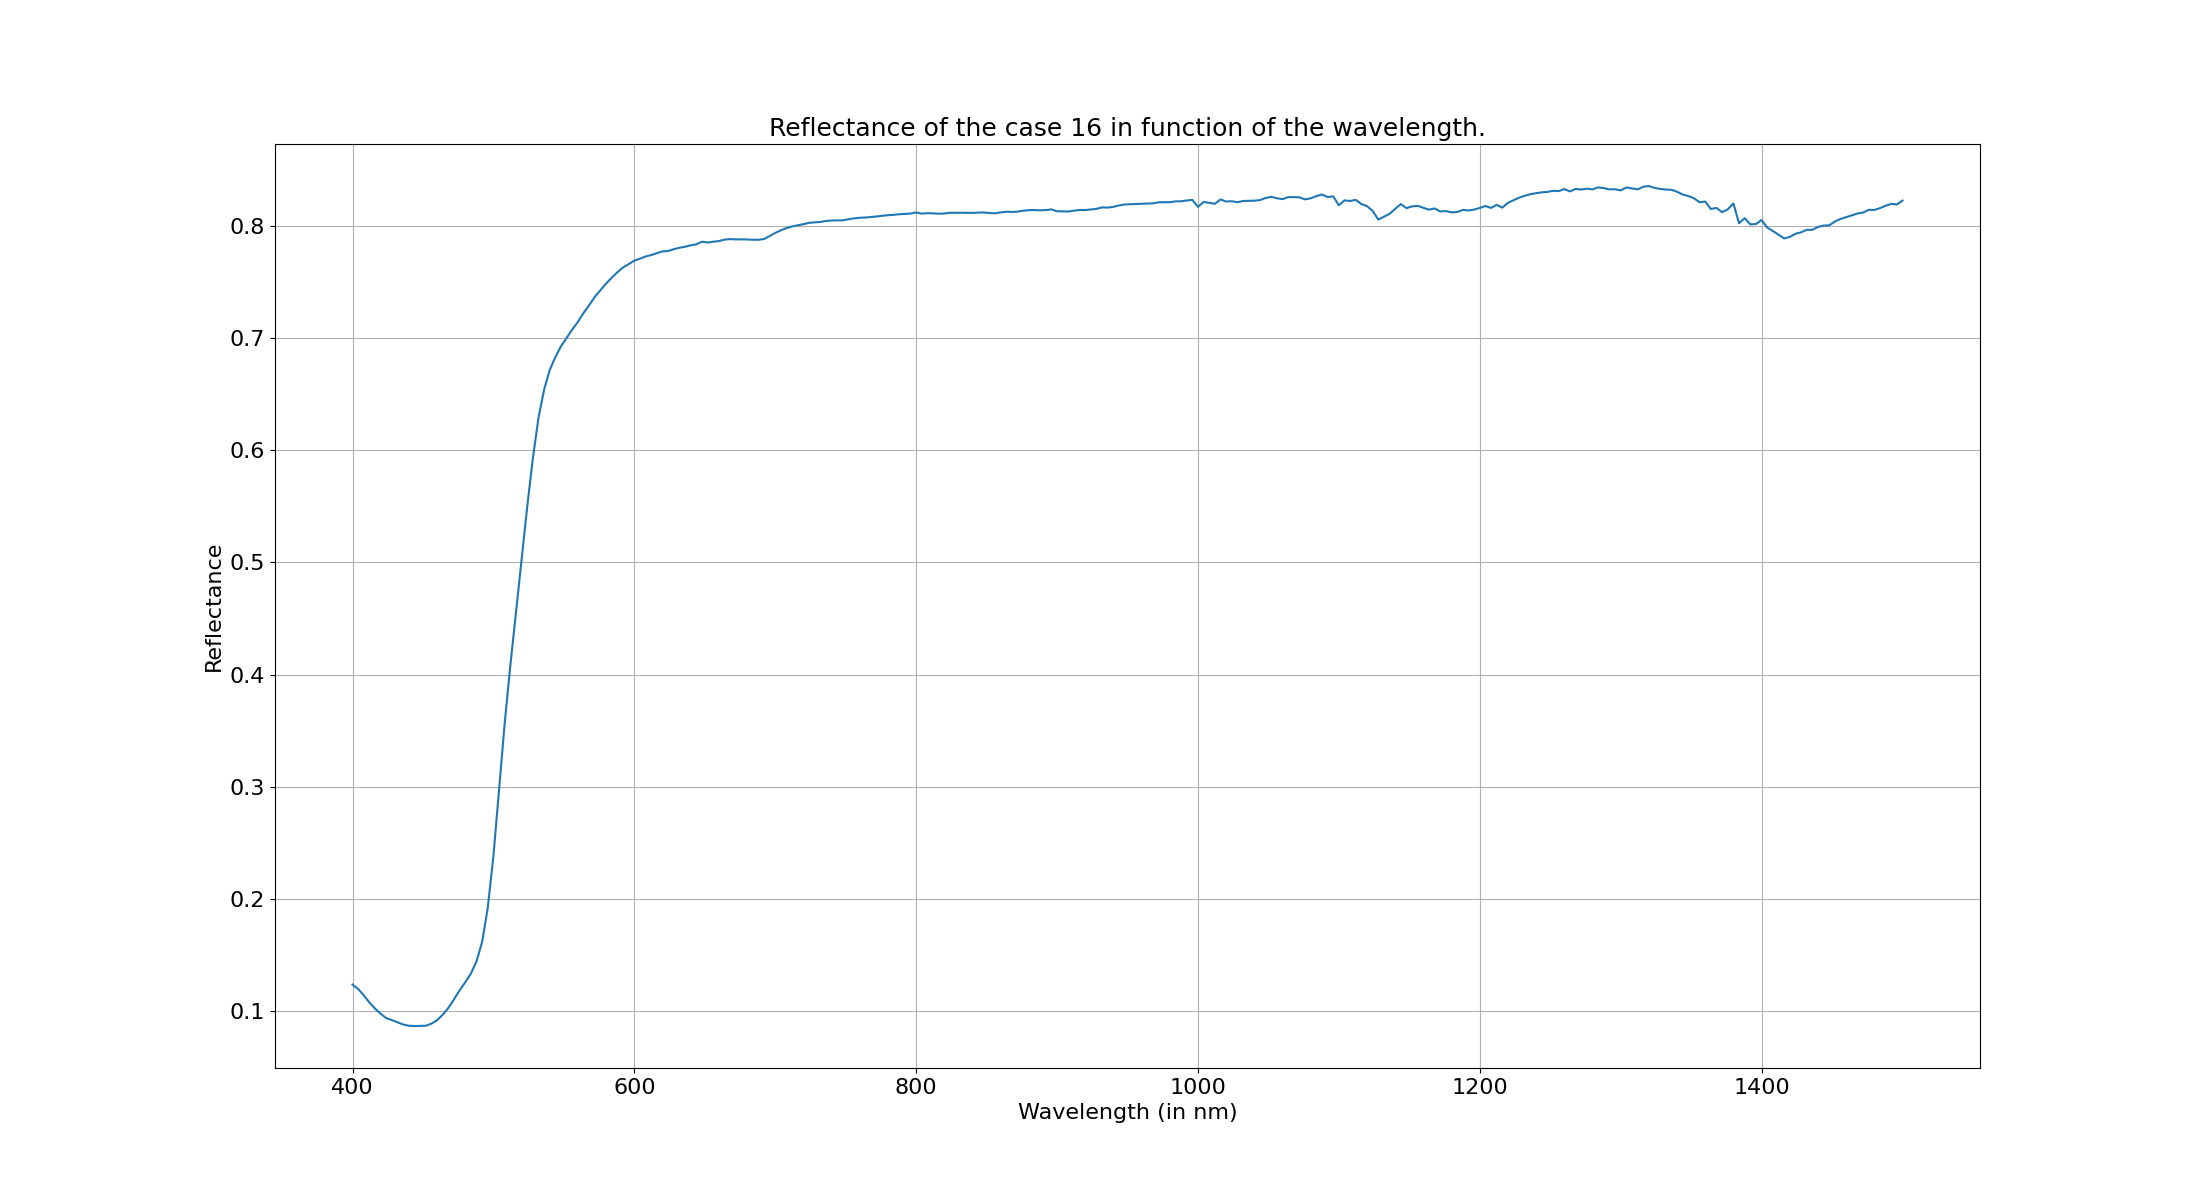 Reflectance of the case 16 in function of the wavelength.
0.8
0.7
0.6
0.5
0.4
0.3
0.2
0.1
Reflectance
400 600 800 1000 1200 1400
Wavelength (in nm)